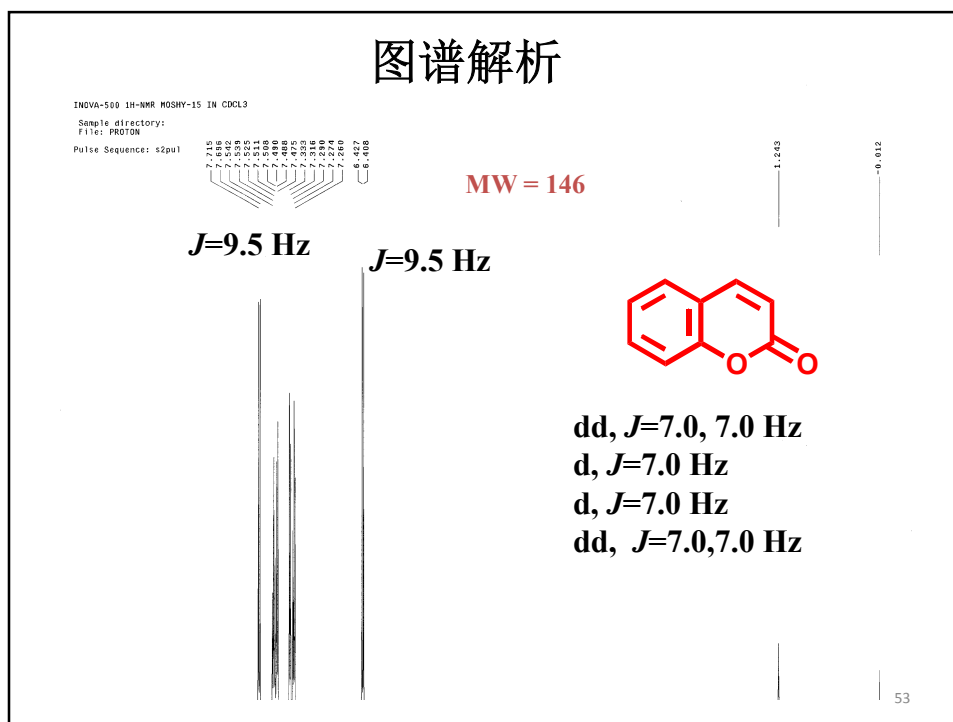 图谱解析
INOVA-500 1H-NMR MOSHY-15 IN CDCL3
Sample directory:
File: PROTON
Pulse Sequence: s2pul
7.715
7.696
7.542
7.539
7.525
7.511
7.508
7.490
7.488
7.475
7.333
7.316
7.290
7.274
7.260
6.427
6.408
1.243
-0.012
MW = 146
J=9.5 Hz
J=9.5 Hz
O
O
dd, J=7.0, 7.0 Hz
d, J=7.0 Hz
d, J=7.0 Hz
dd, J=7.0,7.0 Hz
53